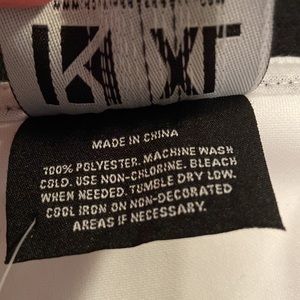 K XL
MADE IN CHINA
100% POLYESTER. MACHINE WASH
COLD. USE NON-CHLORINE. BLEACH
WHEN NEEDED. TUMBLE DRY LOW.
COOL IRON ON NON-DECORATED
AREAS IF NECESSARY.